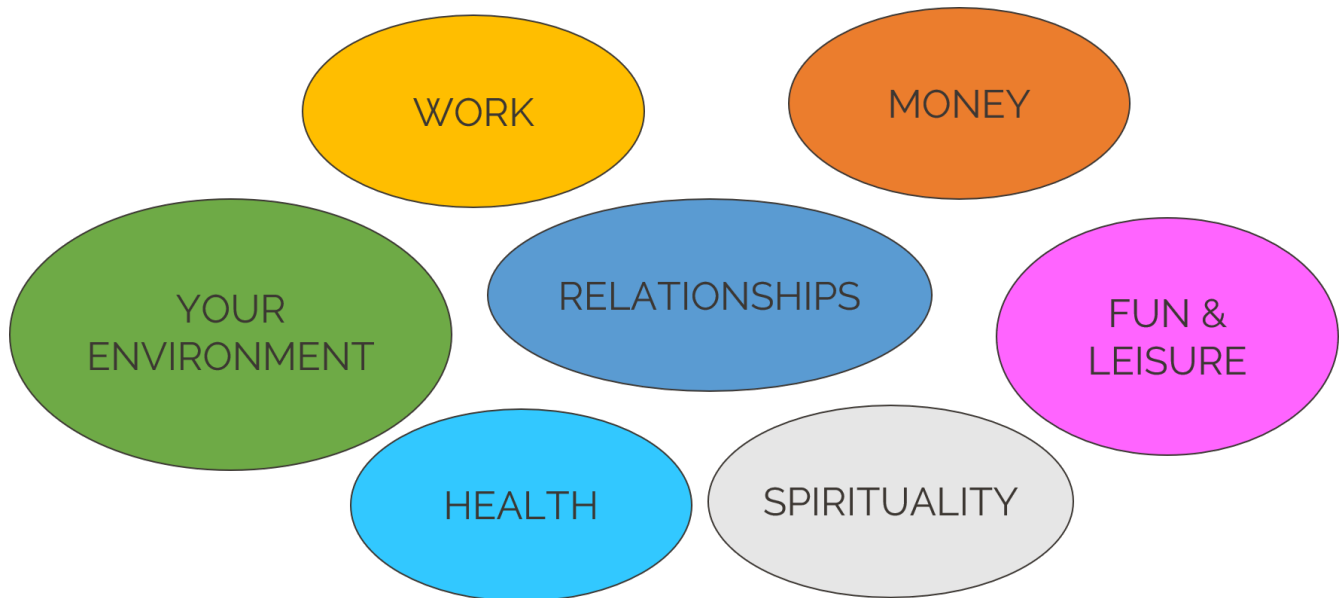 WORK
MONEY
YOUR
ENVIRONMENT
RELATIONSHIPS
FUN &
LEISURE
HEALTH
SPIRITUALITY